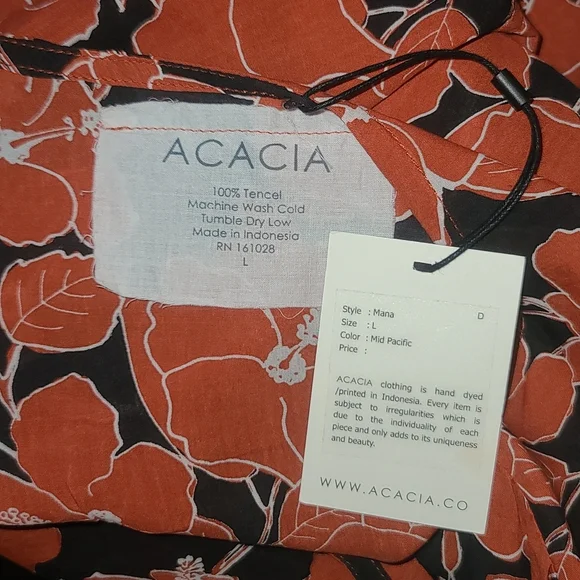 ACACIA
100% Tencel
Machine Wash Cold
Tumble Dry Low
Made in Indonesia
RN 161028
L
Style : Mana D
Size : L
Color : Mid Pacific
Price :
ACACIA clothing is hand dyed
/printed in Indonesia. Every item is
subject to irregularities which is
due to the individuality of each
piece and only adds to its uniqueness
and beauty.
WWW.ACACIA.CO